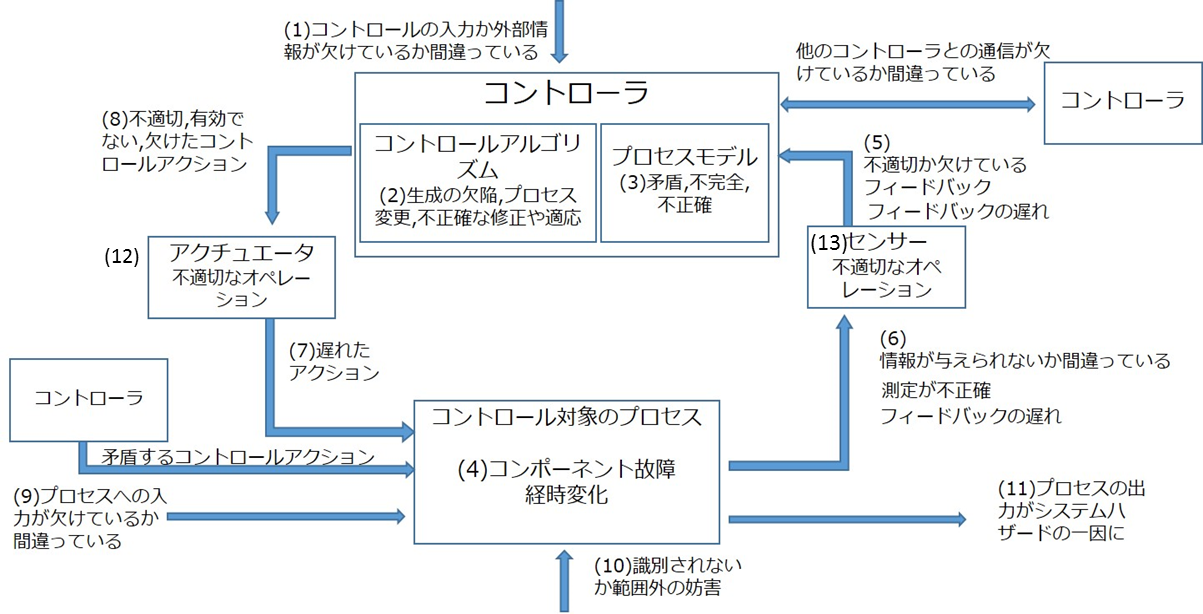 (1)コントロールの入力か外部情
報が欠けているか間違っている
他のコントローラとの通信が欠
けているか間違っている
コントローラ
コントローラ
(8)不適切,有効で
ない,欠けたコント
ロールアクション
コントロールアルゴリ
ズム
(2)生成の欠陥,プロセス
変更,不正確な修正や適応
プロセスモデル
(3)矛盾,不完全,
不正確
(5)
不適切か欠けている
フィードバック
フィードバックの遅れ
(12)
アクチュエータ
不適切なオペレー
ション
(13)センサー
不適切なオペ
レーション
(7)遅れた
アクション
(6)
情報が与えられないか間違っている
測定が不正確
フィードバックの遅れ
コントローラ
矛盾するコントロールアクション
コントロール対象のプロセス
(4)コンポーネント故障
経時変化
(9)プロセスへの入
力が欠けているか
間違っている
(11)プロセスの出
力がシステムハ
ザードの一因に
(10)識別されない
か範囲外の妨害